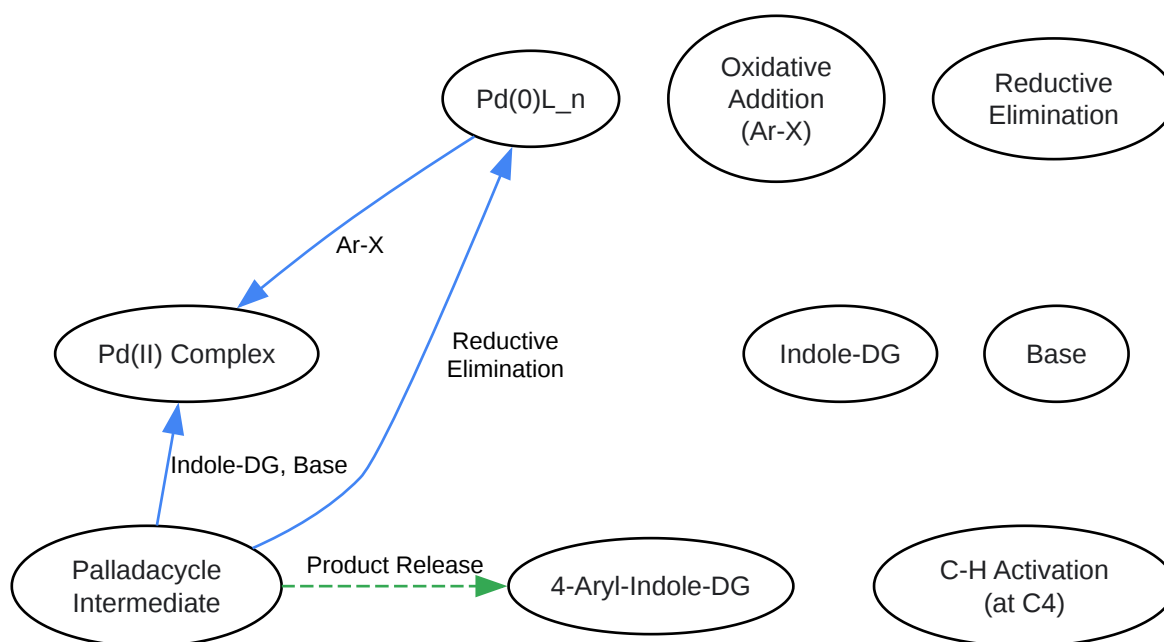 Pd(0)L_n
Oxidative
Addition
(Ar-X)
Reductive
Elimination
Ar-X
Pd(II) Complex
Reductive
Elimination
Indole-DG
Base
Indole-DG, Base
Palladacycle
Intermediate
Product Release
4-Aryl-Indole-DG
C-H Activation
(at C4)